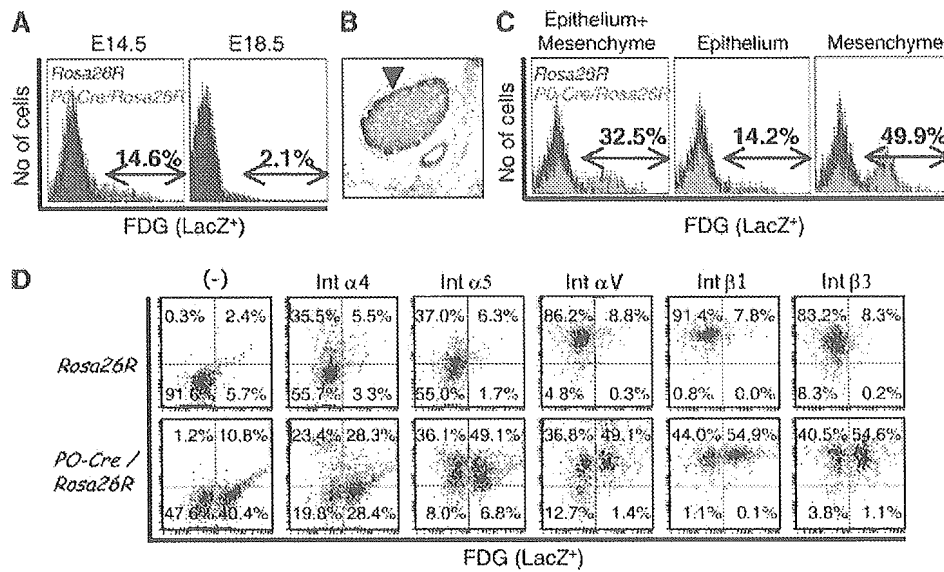 A
E14.5
E18.5
Rosa26R
P0-Cre/Rosa26R
14.6%
2.1%
No of cells
FDG (LacZ+)
B
C
Epithelium+
Mesenchyme
Epithelium
Mesenchyme
Rosa26R
P0-Cre/Rosa26R
32.5%
14.2%
49.9%
No of cells
FDG (LacZ+)
D
(-)
Int α4
Int α5
Int αV
Int β1
Int β3
Rosa26R
0.3% 2.4%
35.5% 5.5%
37.0% 6.3%
86.2% 8.8%
91.4% 7.8%
83.2% 8.3%
91.6% 5.7%
55.7% 3.3%
55.0% 1.7%
4.8% 0.3%
0.8% 0.0%
8.3% 0.2%
PO-Cre /
Rosa26R
1.2% 10.8%
23.4% 28.3%
36.1% 49.1%
36.8% 49.1%
44.0% 54.9%
40.5% 54.6%
47.6% 40.4%
19.8% 28.4%
8.0% 6.8%
12.7% 1.4%
1.1% 0.1%
3.8% 1.1%
FDG (LacZ+)